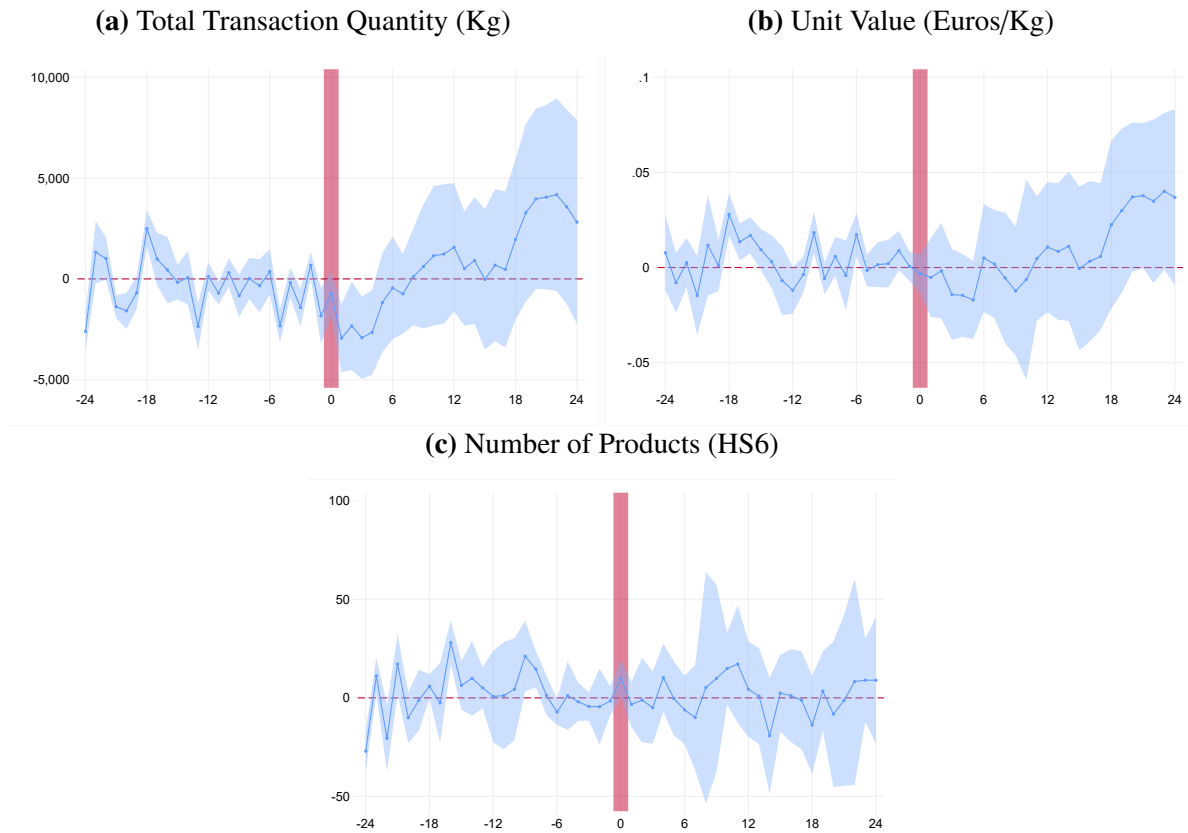 (a) Total Transaction Quantity (Kg)
10,000
5,000
0
-5,000
-24 -18 -12 -6 0 6 12 18 24
(b) Unit Value (Euros/Kg)
.1
.05
0
-.05
-24 -18 -12 -6 0 6 12 18 24
(c) Number of Products (HS6)
100
50
0
-50
-24 -18 -12 -6 0 6 12 18 24